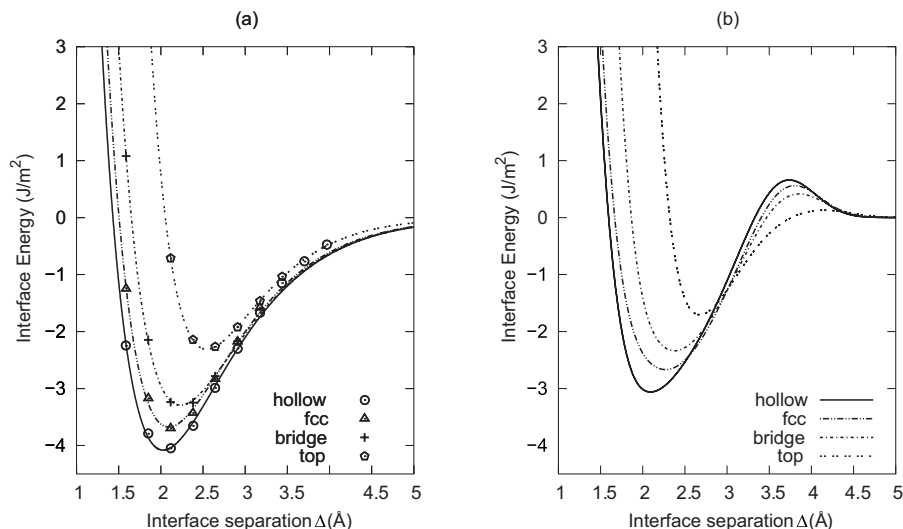 (a)
3
2
1
0
−1
−2
−3
−4
Interface Energy (J/m²)
hollow
fcc
bridge
top
1 1.5 2 2.5 3 3.5 4 4.5 5
Interface separation Δ(Å)
(b)
3
2
1
0
−1
−2
−3
−4
Interface Energy (J/m²)
hollow
fcc
bridge
top
1 1.5 2 2.5 3 3.5 4 4.5 5
Interface separation Δ(Å)